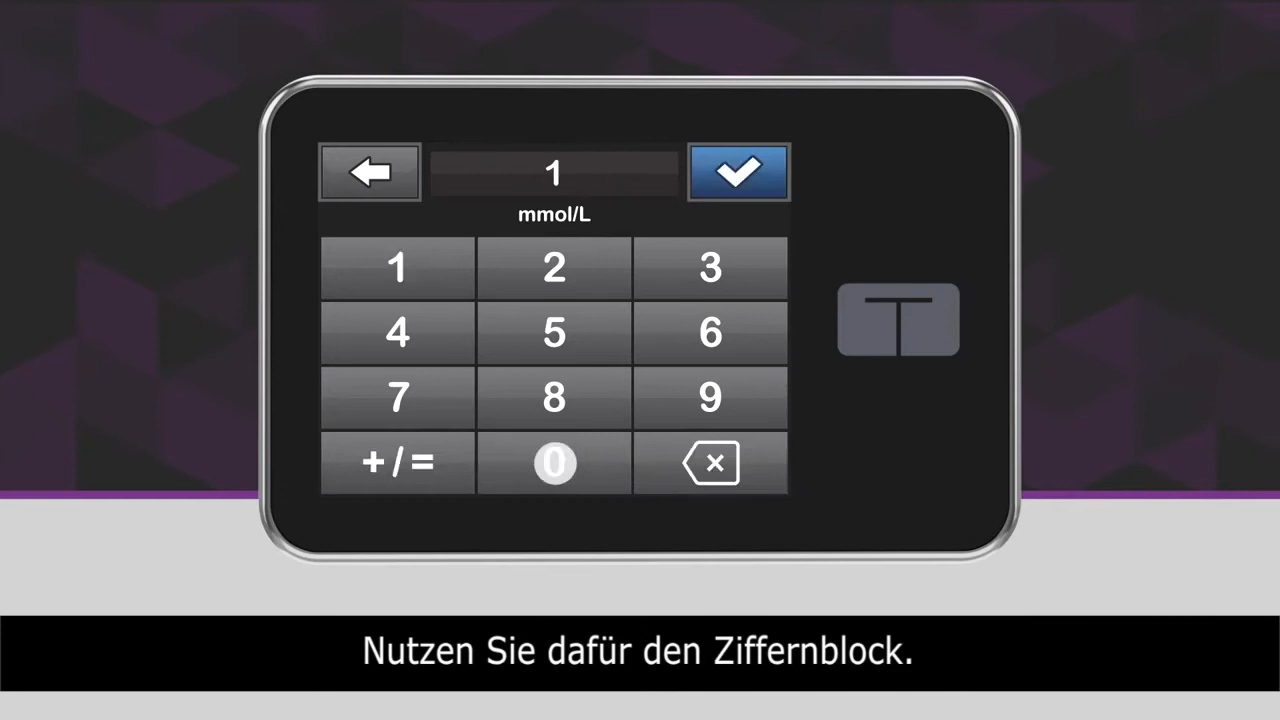 1
mmol/L
1 2 3
4 5 6
7 8 9
+/= 0
Nutzen Sie dafür den Ziffernblock.